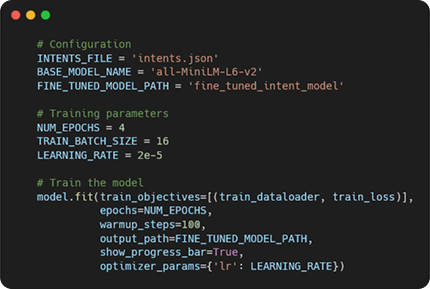 # Configuration
INTENTS_FILE = 'intents.json'
BASE_MODEL_NAME = 'all-MiniLM-L6-v2'
FINE_TUNED_MODEL_PATH = 'fine_tuned_intent_model'
# Training parameters
NUM_EPOCHS = 4
TRAIN_BATCH_SIZE = 16
LEARNING_RATE = 2e-5
# Train the model
model.fit(train_objectives=[(train_dataloader, train_loss)],
epochs=NUM_EPOCHS,
warmup_steps=100,
output_path=FINE_TUNED_MODEL_PATH,
show_progress_bar=True,
optimizer_params={'lr': LEARNING_RATE})